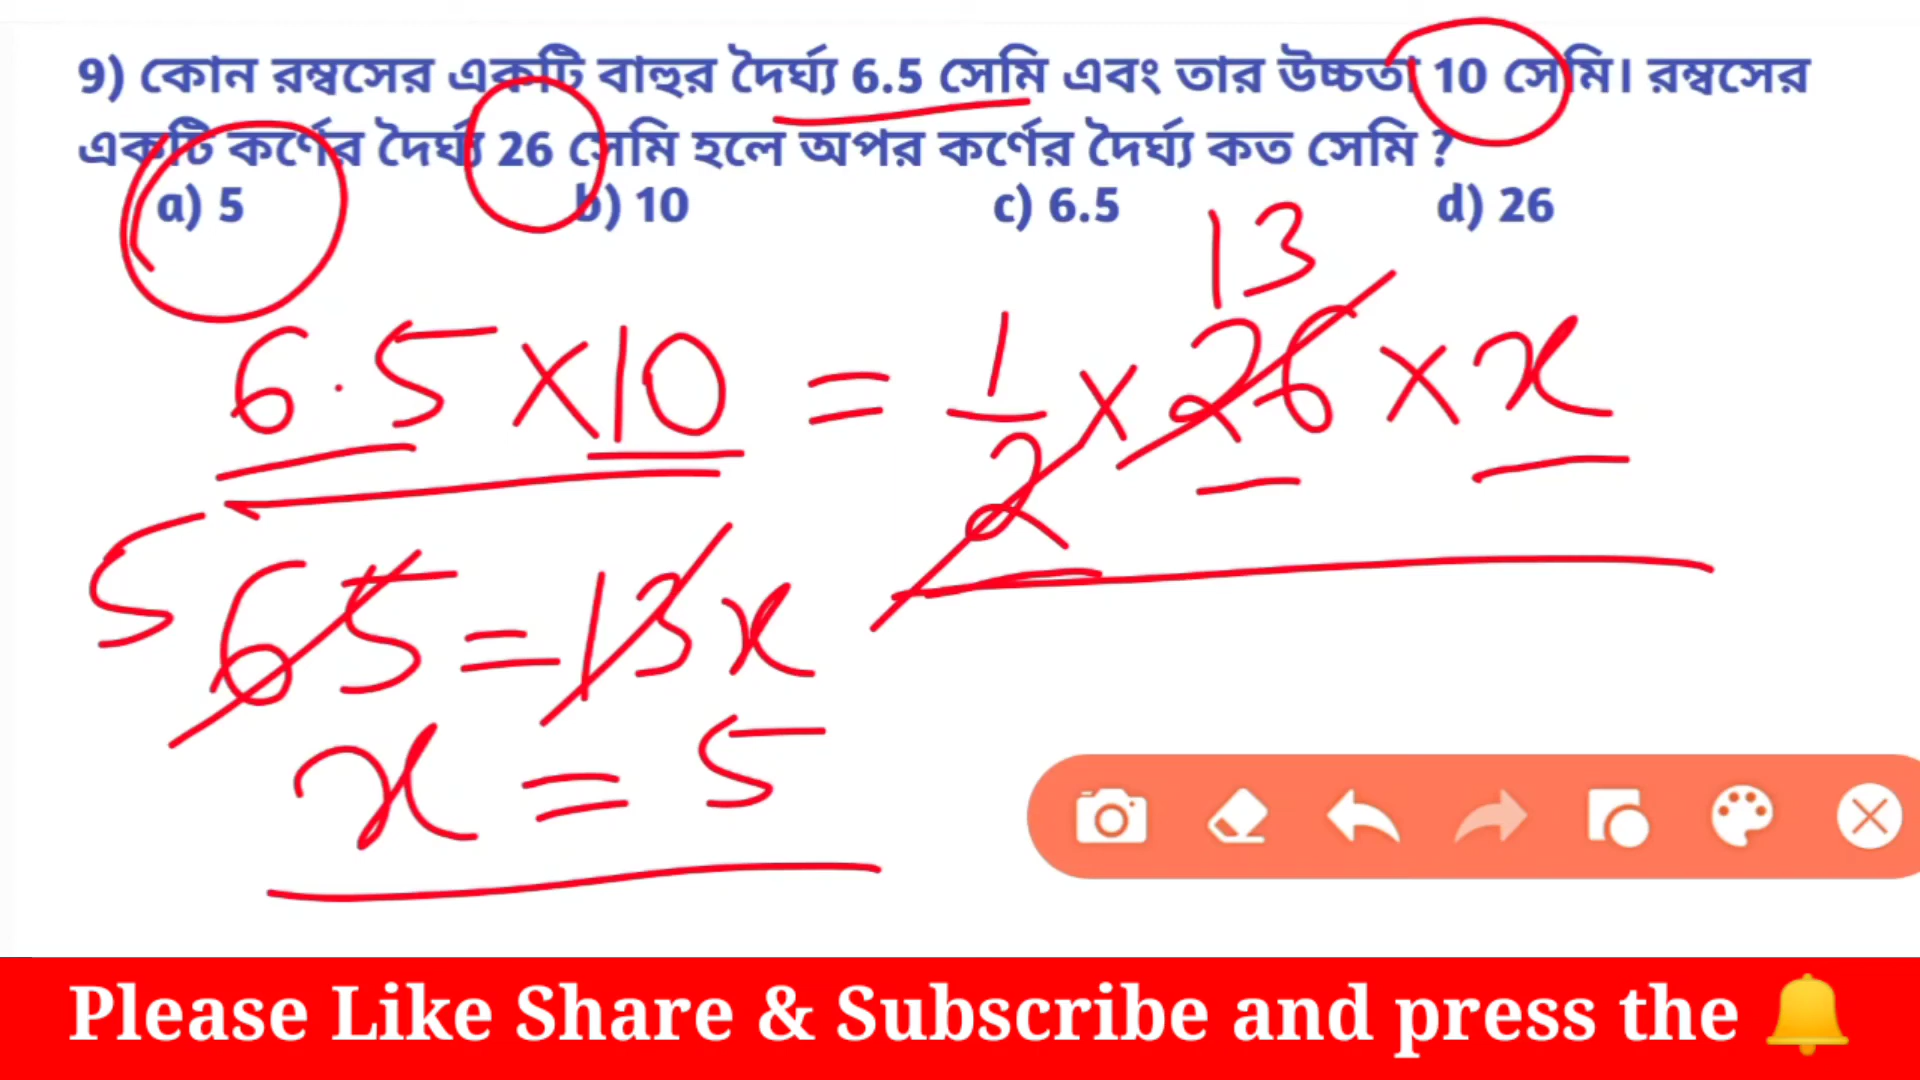 9) কোন রম্বসের একটি বাহুর দৈর্ঘ্য 6.5 সেমি এবং তার উচ্চতা 10 সেমি। রম্বসের
একটি কর্ণের দৈর্ঘ্য 26 সেমি হলে অপর কর্ণের দৈর্ঘ্য কত সেমি ?
a) 5 b) 10 c) 6.5 d) 26
13
6.5 × 10 = 1/2 × 26 × x
5
65 = 13x
x = 5
Please Like Share & Subscribe and press the 🔔